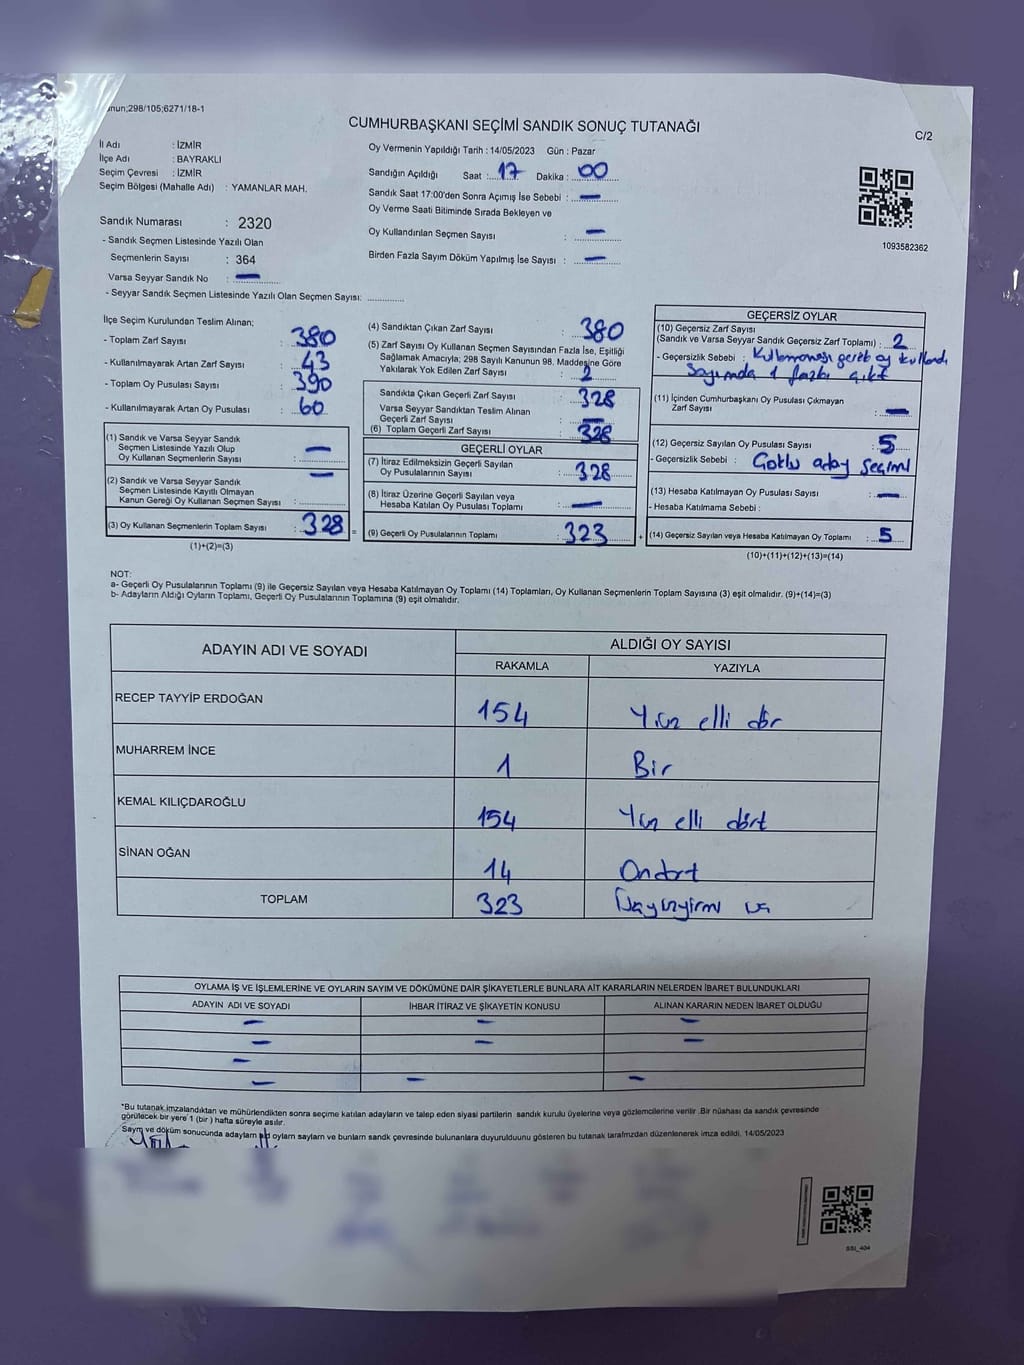 nun;298/105;6271/18-1
CUMHURBAŞKANI SEÇİMİ SANDIK SONUÇ TUTANAĞI
C/2
İl Adı : İZMİR
İlçe Adı : BAYRAKLI
Seçim Çevresi : İZMİR
Seçim Bölgesi (Mahalle Adı) : YAMANLAR MAH.
Oy Vermenin Yapıldığı Tarih : 14/05/2023 Gün : Pazar
Sandığın Açıldığı Saat : 17 Dakika : 00
Sandık Saat 17:00'den Sonra Açımış İse Sebebi : —
Oy Verme Saati Bitiminde Sırada Bekleyen ve
Oy Kullandırılan Seçmen Sayısı : —
Birden Fazla Sayım Döküm Yapılmış İse Sayısı : —
1093582362
Sandık Numarası : 2320
- Sandık Seçmen Listesinde Yazılı Olan
Seçmenlerin Sayısı : 364
Varsa Seyyar Sandık No : —
- Seyyar Sandık Seçmen Listesinde Yazılı Olan Seçmen Sayısı: ............
İlçe Seçim Kurulundan Teslim Alınan;
- Toplam Zarf Sayısı : 380
- Kullanılmayarak Artan Zarf Sayısı : 43
- Toplam Oy Pusulası Sayısı : 390
- Kullanılmayarak Artan Oy Pusulası : 60
(1) Sandık ve Varsa Seyyar Sandık
Seçmen Listesinde Yazılı Olup
Oy Kullanan Seçmenlerin Sayısı : —
(2) Sandık ve Varsa Seyyar Sandık
Seçmen Listesinde Kayıtlı Olmayan
Kanun Gereği Oy Kullanan Seçmen Sayısı : —
(3) Oy Kullanan Seçmenlerin Toplam Sayısı : 328 =
(1)+(2)=(3)
(4) Sandıktan Çıkan Zarf Sayısı : 380
(5) Zarf Sayısı Oy Kullanan Seçmen Sayısından Fazla İse, Eşitliği
Sağlamak Amacıyla; 298 Sayılı Kanunun 98. Maddesine Göre
Yakılarak Yok Edilen Zarf Sayısı : 2
Sandıkta Çıkan Geçerli Zarf Sayısı : 328
Varsa Seyyar Sandıktan Teslim Alınan
Geçerli Zarf Sayısı : —
(6) Toplam Geçerli Zarf Sayısı : 328
GEÇERLİ OYLAR
(7) İtiraz Edilmeksizin Geçerli Sayılan
Oy Pusulalarının Sayısı : 328
(8) İtiraz Üzerine Geçerli Sayılan veya
Hesaba Katılan Oy Pusulası Toplamı : —
(9) Geçerli Oy Pusulalarının Toplamı : 323 +
GEÇERSİZ OYLAR
(10) Geçersiz Zarf Sayısı
(Sandık ve Varsa Seyyar Sandık Geçersiz Zarf Toplamı) : 2
- Geçersizlik Sebebi : Kullanmaması gerek oy kullandı
Sayımda 1 fazla çıktı
(11) İçinden Cumhurbaşkanı Oy Pusulası Çıkmayan
Zarf Sayısı : —
(12) Geçersiz Sayılan Oy Pusulası Sayısı : 5
- Geçersizlik Sebebi : Çoklu aday seçimi
(13) Hesaba Katılmayan Oy Pusulası Sayısı : —
- Hesaba Katılmama Sebebi :
(14) Geçersiz Sayılan veya Hesaba Katılmayan Oy Toplamı : 5
(10)+(11)+(12)+(13)=(14)
NOT:
a- Geçerli Oy Pusulalarının Toplamı (9) ile Geçersiz Sayılan veya Hesaba Katılmayan Oy Toplamı (14) Toplamları, Oy Kullanan Seçmenlerin Toplam Sayısına (3) eşit olmalıdır. (9)+(14)=(3)
b- Adayların Aldığı Oyların Toplamı, Geçerli Oy Pusulalarının Toplamına (9) eşit olmalıdır.
ADAYIN ADI VE SOYADI ALDIĞI OY SAYISI
RAKAMLA YAZIYLA
RECEP TAYYİP ERDOĞAN 154 Yüz elli dör
MUHARREM İNCE 1 Bir
KEMAL KILIÇDAROĞLU 154 Yüz elli dört
SİNAN OĞAN 14 Ondört
TOPLAM 323
OYLAMA İŞ VE İŞLEMLERİNE VE OYLARIN SAYIM VE DÖKÜMÜNE DAİR ŞİKAYETLERLE BUNLARA AİT KARARLARIN NELERDEN İBARET BULUNDUKLARI
ADAYIN ADI VE SOYADI İHBAR İTİRAZ VE ŞİKAYETİN KONUSU ALINAN KARARIN NEDEN İBARET OLDUĞU
— — —
— — —
—
— — —
*Bu tutanak imzalandıktan ve mühürlendikten sonra seçime katılan adayların ve talep eden siyasi partilerin sandık kurulu üyelerine veya gözlemcilerine verilir .Bir nüshası da sandık çevresinde
görülecek bir yere 1 (bir ) hafta süreyle asılır.
Sayım ve döküm sonucunda adayların oyların sayların ve bunların sandık çevresinde bulunanlara duyurulduunu gösteren bu tutanak tarafmzdan düzenlenerek imza edildi. 14/05/2023
SSI_404